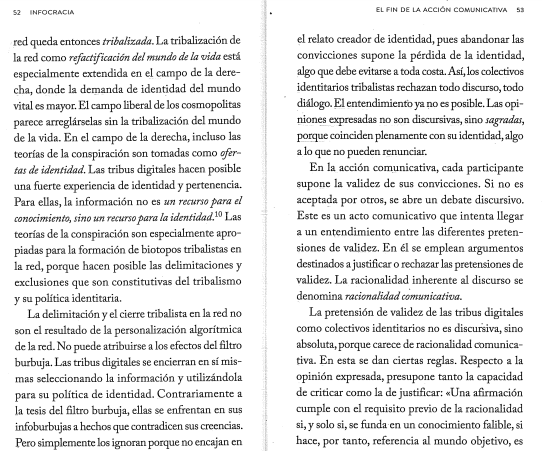 52 INFOCRACIA
red queda entonces tribalizada. La tribalización de
la red como refactificación del mundo de la vida está
especialmente extendida en el campo de la dere-
cha, donde la demanda de identidad del mundo
vital es mayor. El campo liberal de los cosmopolitas
parece arreglárselas sin la tribalización del mundo
de la vida. En el campo de la derecha, incluso las
teorías de la conspiración son tomadas como ofer-
tas de identidad. Las tribus digitales hacen posible
una fuerte experiencia de identidad y pertenencia.
Para ellas, la información no es un recurso para el
conocimiento, sino un recurso para la identidad.10 Las
teorías de la conspiración son especialmente apro-
piadas para la formación de biotopos tribalistas en
la red, porque hacen posible las delimitaciones y
exclusiones que son constitutivas del tribalismo
y su política identitaria.
La delimitación y el cierre tribalista en la red no
son el resultado de la personalización algorítmica
de la red. No puede atribuirse a los efectos del filtro
burbuja. Las tribus digitales se encierran en sí mis-
mas seleccionando la información y utilizándola
para su política de identidad. Contrariamente a
la tesis del filtro burbuja, ellas se enfrentan en sus
infoburbujas a hechos que contradicen sus creencias.
Pero simplemente los ignoran porque no encajan en
EL FIN DE LA ACCIÓN COMUNICATIVA 53
el relato creador de identidad, pues abandonar las
convicciones supone la pérdida de la identidad,
algo que debe evitarse a toda costa. Así, los colectivos
identitarios tribalistas rechazan todo discurso, todo
diálogo. El entendimiento ya no es posible. Las opi-
niones expresadas no son discursivas, sino sagradas,
porque coinciden plenamente con su identidad, algo
a lo que no pueden renunciar.
En la acción comunicativa, cada participante
supone la validez de sus convicciones. Si no es
aceptada por otros, se abre un debate discursivo.
Este es un acto comunicativo que intenta llegar
a un entendimiento entre las diferentes preten-
siones de validez. En él se emplean argumentos
destinados a justificar o rechazar las pretensiones de
validez. La racionalidad inherente al discurso se
denomina racionalidad comunicativa.
La pretensión de validez de las tribus digitales
como colectivos identitarios no es discursiva, sino
absoluta, porque carece de racionalidad comunica-
tiva. En esta se dan ciertas reglas. Respecto a la
opinión expresada, presupone tanto la capacidad
de criticar como la de justificar: «Una afirmación
cumple con el requisito previo de la racionalidad
si, y solo si, se funda en un conocimiento falible, si
hace, por tanto, referencia al mundo objetivo, es